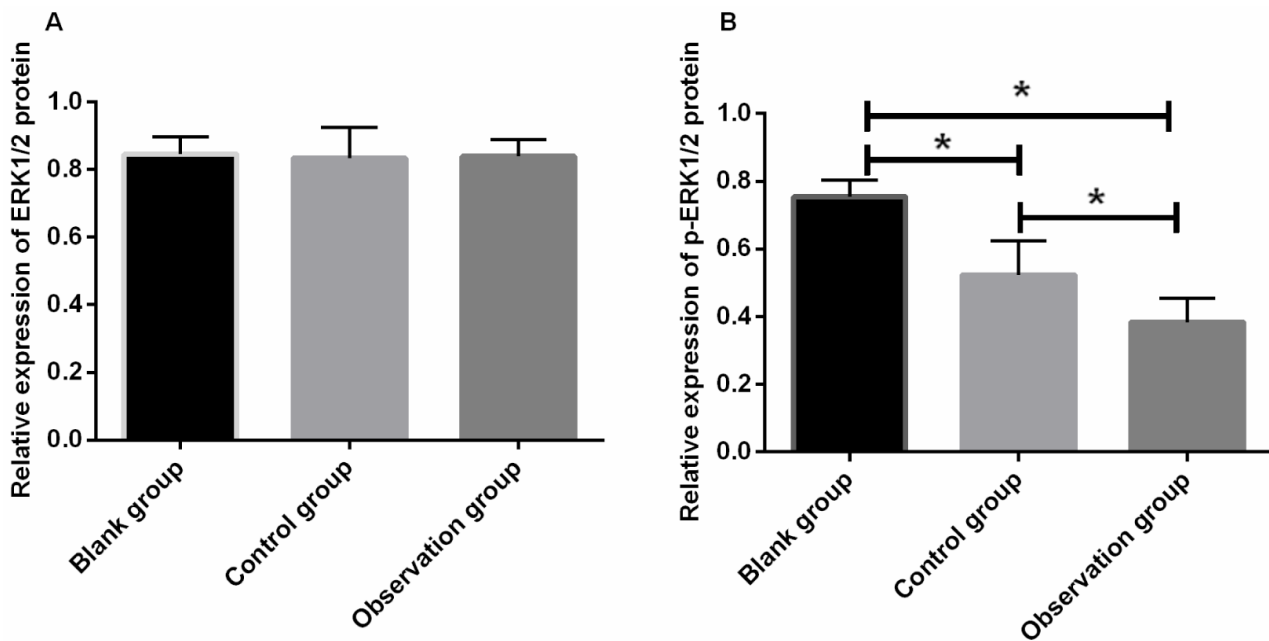 A
Relative expression of ERK1/2 protein
1.0
0.8
0.6
0.4
0.2
0.0
Blank group
Control group
Observation group
B
Relative expression of p-ERK1/2 protein
1.0
0.8
0.6
0.4
0.2
0.0
*
*
*
Blank group
Control group
Observation group